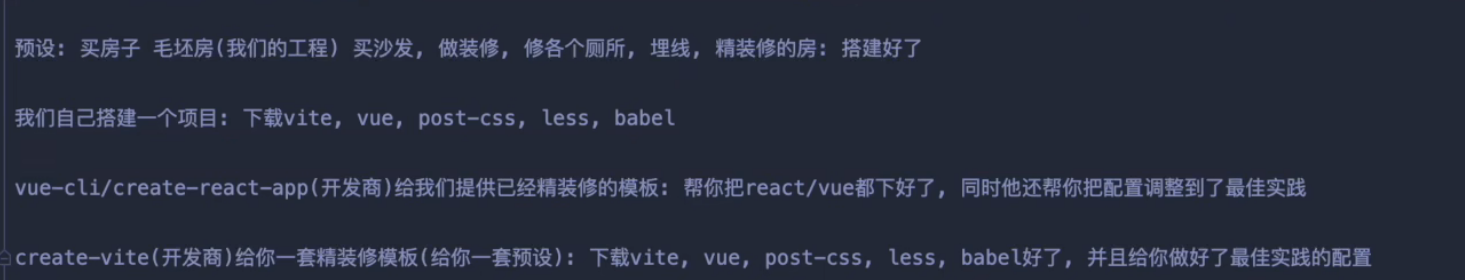 预设: 买房子 毛坯房(我们的工程) 买沙发, 做装修, 修各个厕所, 埋线, 精装修的房: 搭建好了
我们自己搭建一个项目: 下载vite, vue, post-css, less, babel
vue-cli/create-react-app(开发商)给我们提供已经精装修的模板: 帮你把react/vue都下好了, 同时他还帮你把配置调整到了最佳实践
create-vite(开发商)给你一套精装修模板(给你一套预设): 下载vite, vue, post-css, less, babel好了, 并且给你做好了最佳实践的配置